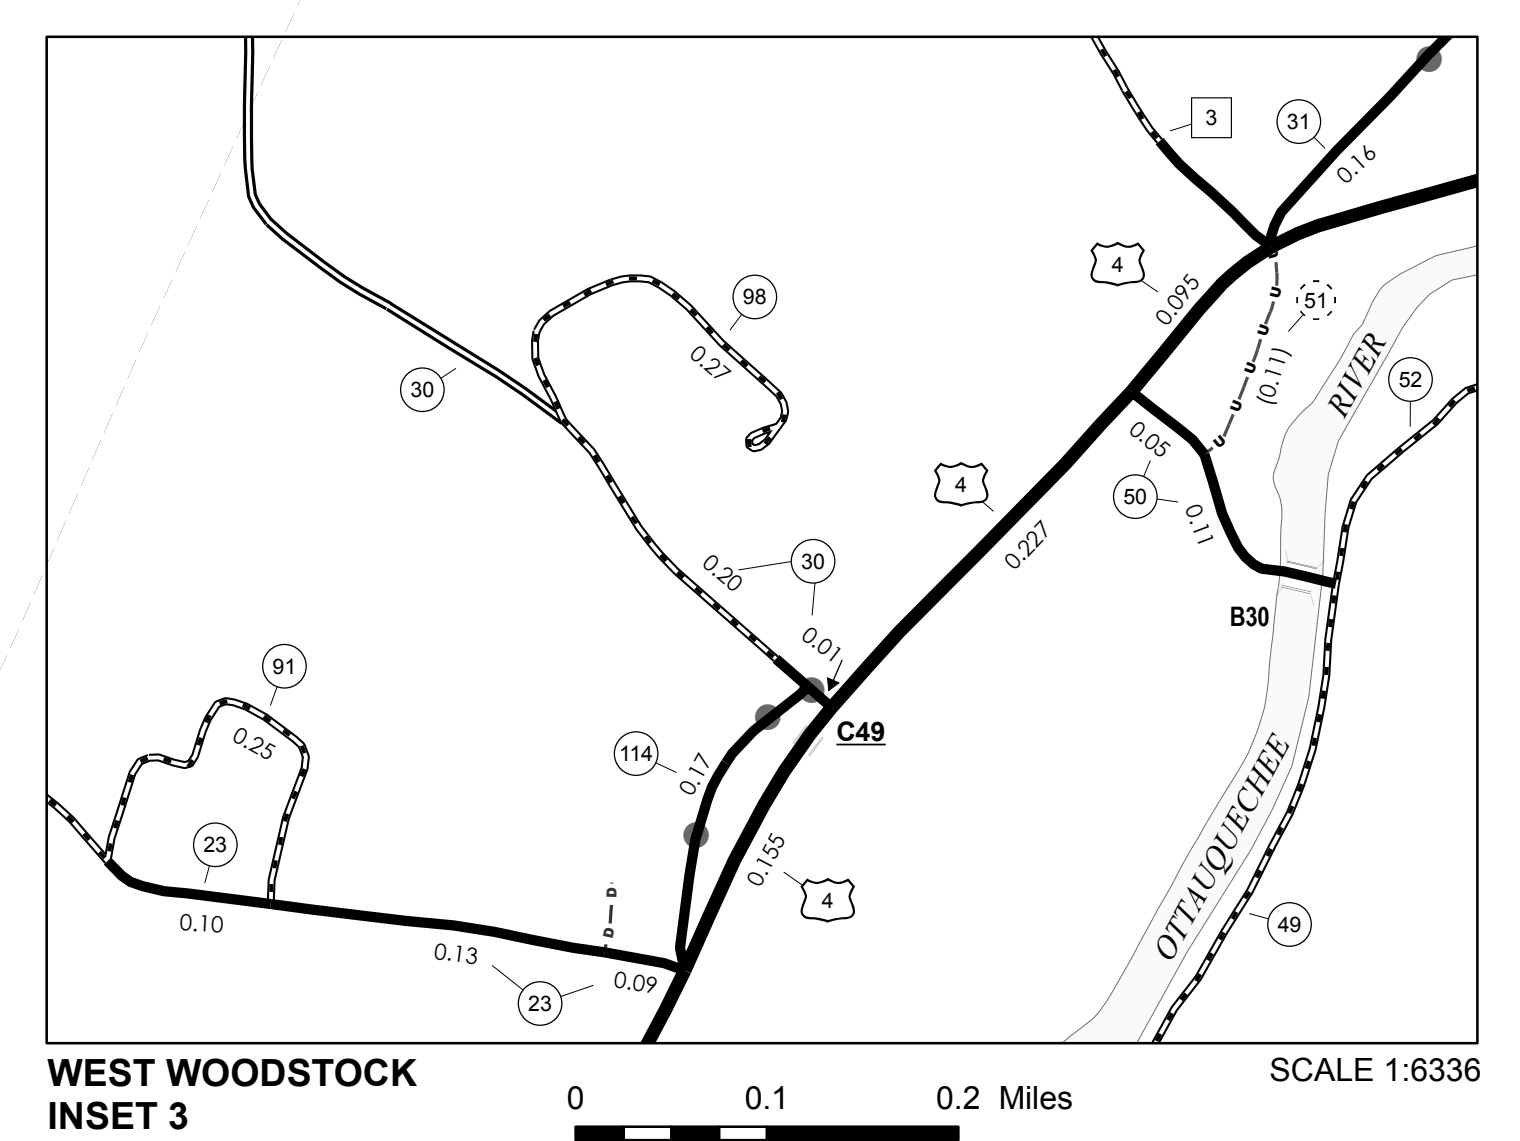 3
31
0.16
4
0.095
51
(0.11)
RIVER
98
0.27
52
30
0.05
50
0.11
4
0.227
30
0.20
0.01
B30
91
0.25
C49
114
0.17
OTTAUQUECHEE
23
0.10
0.155
4
D
D
0.13
0.09
23
49
U
U
U
U
U
U
WEST WOODSTOCK
INSET 3
SCALE 1:6336
0 0.1 0.2 Miles